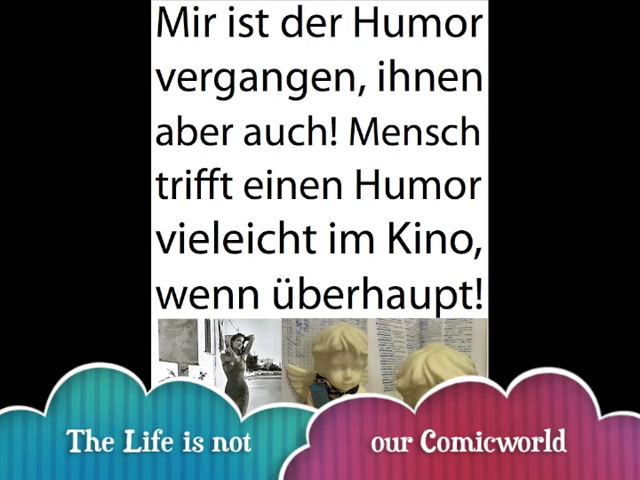 Mir ist der Humor
vergangen, ihnen
aber auch! Mensch
trifft einen Humor
vieleicht im Kino,
wenn überhaupt!
The Life is not
our Comicworld